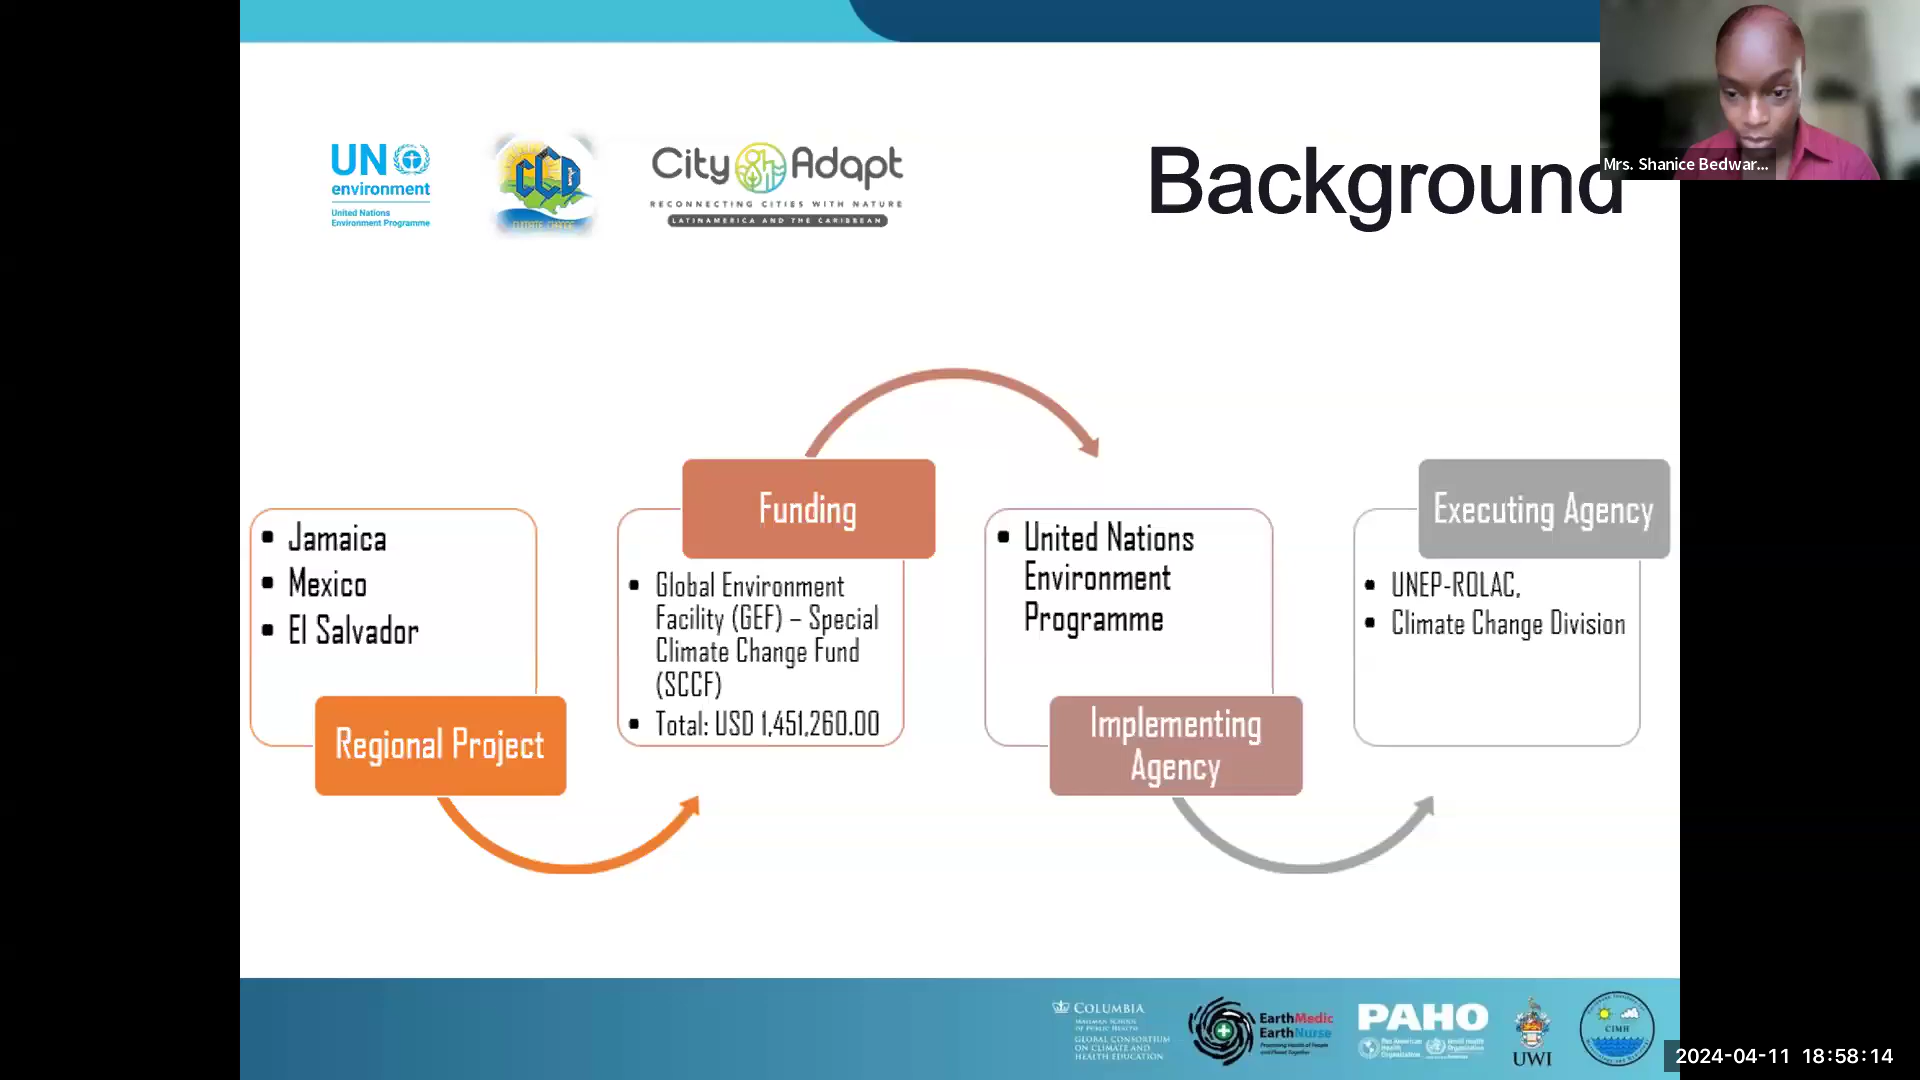 UN
environment
United Nations
Environment Programme
CCD
City Adapt
RECONNECTING CITIES WITH NATURE
LATINAMERICA AND THE CARIBBEAN
Background
Mrs. Shanice Bedwar...
Jamaica
Mexico
El Salvador
Regional Project
Funding
Global Environment
Facility (GEF) – Special
Climate Change Fund
(SCCF)
Total: USD 1,451,260.00
United Nations
Environment
Programme
Implementing
Agency
Executing Agency
UNEP-ROLAC,
Climate Change Division
COLUMBIA
MAILMAN SCHOOL
OF PUBLIC HEALTH
GLOBAL CONSORTIUM
ON CLIMATE AND
HEALTH EDUCATION
EarthMedic
EarthNurse
PAHO
Pan American
Health
Organization
World Health
Organization
UWI
CIMH
2024-04-11 18:58:14